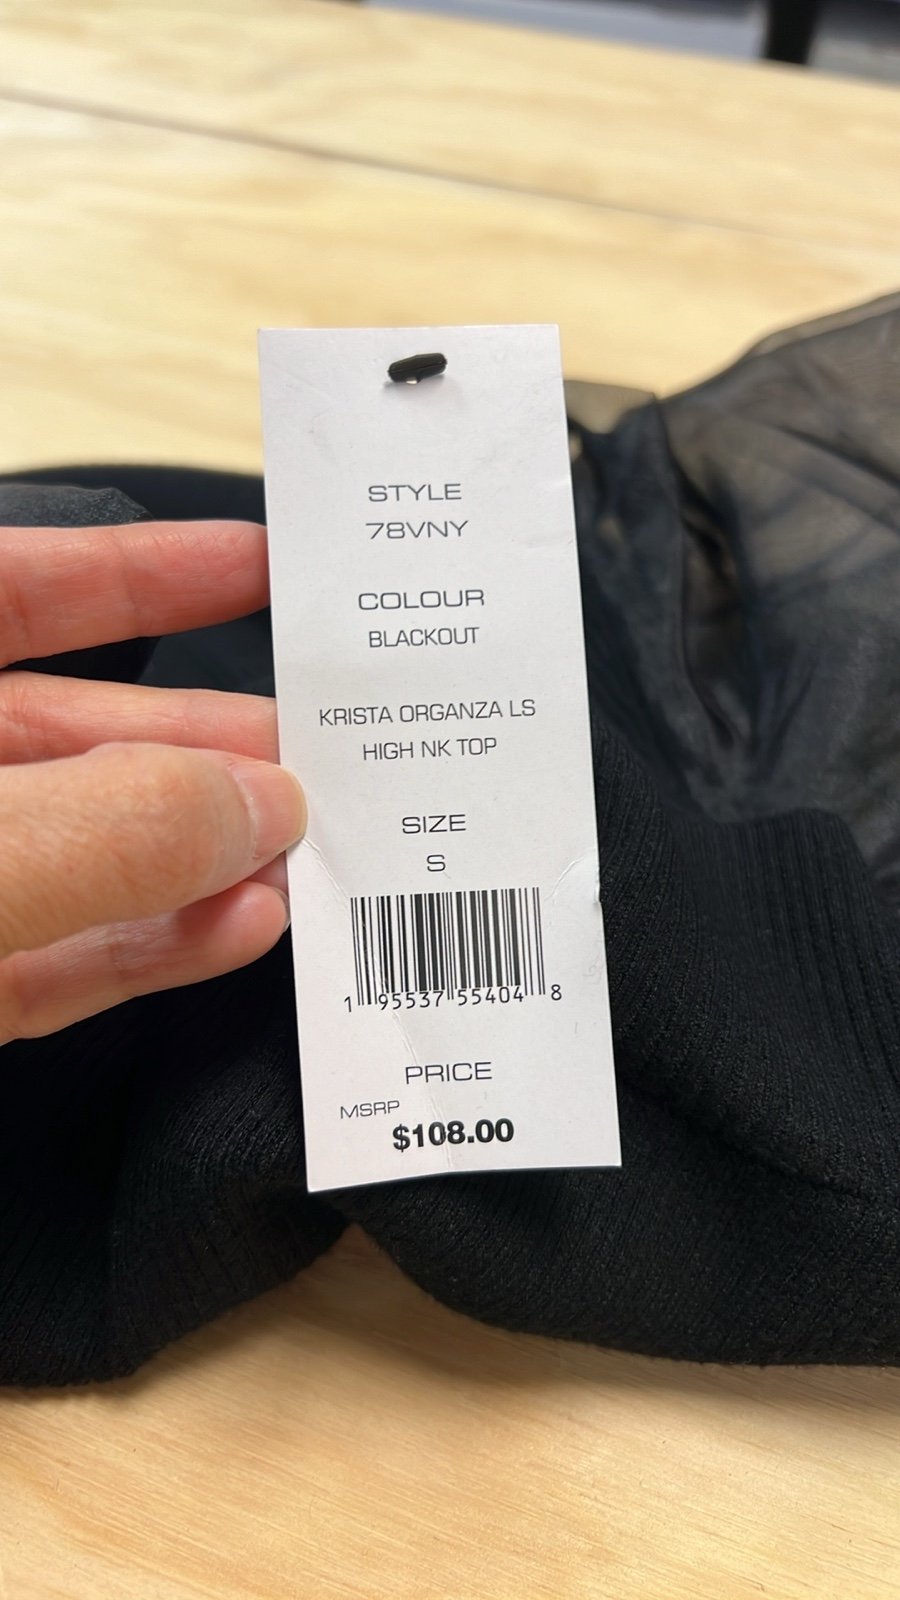 STYLE
78VNY
COLOUR
BLACKOUT
KRISTA ORGANZA LS
HIGH NK TOP
SIZE
S
1 95537 55404 8
PRICE
MSRP
$108.00